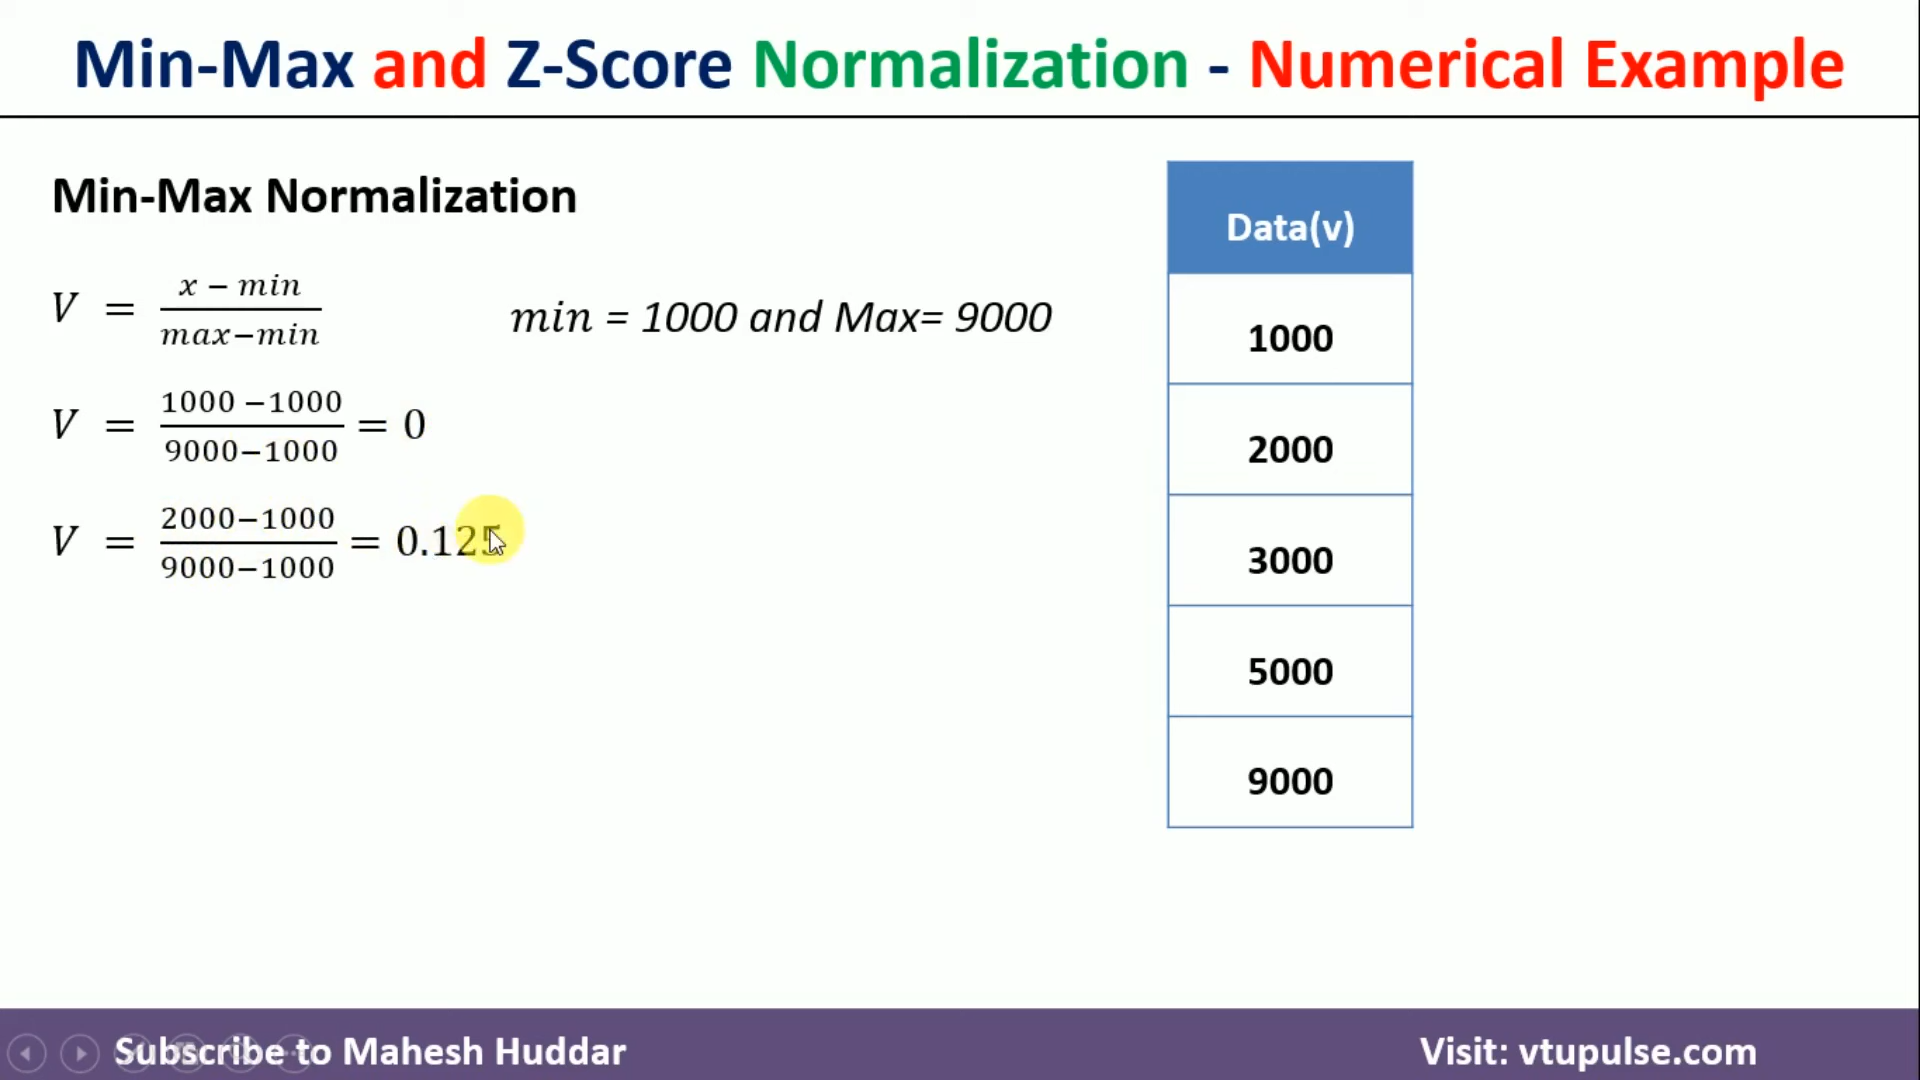 Min-Max and Z-Score Normalization - Numerical Example
Min-Max Normalization
V = x − min / max−min
min = 1000 and Max= 9000
V = 1000 −1000 / 9000−1000 = 0
V = 2000−1000 / 9000−1000 = 0.125
Data(v)
1000
2000
3000
5000
9000
Subscribe to Mahesh Huddar
Visit: vtupulse.com